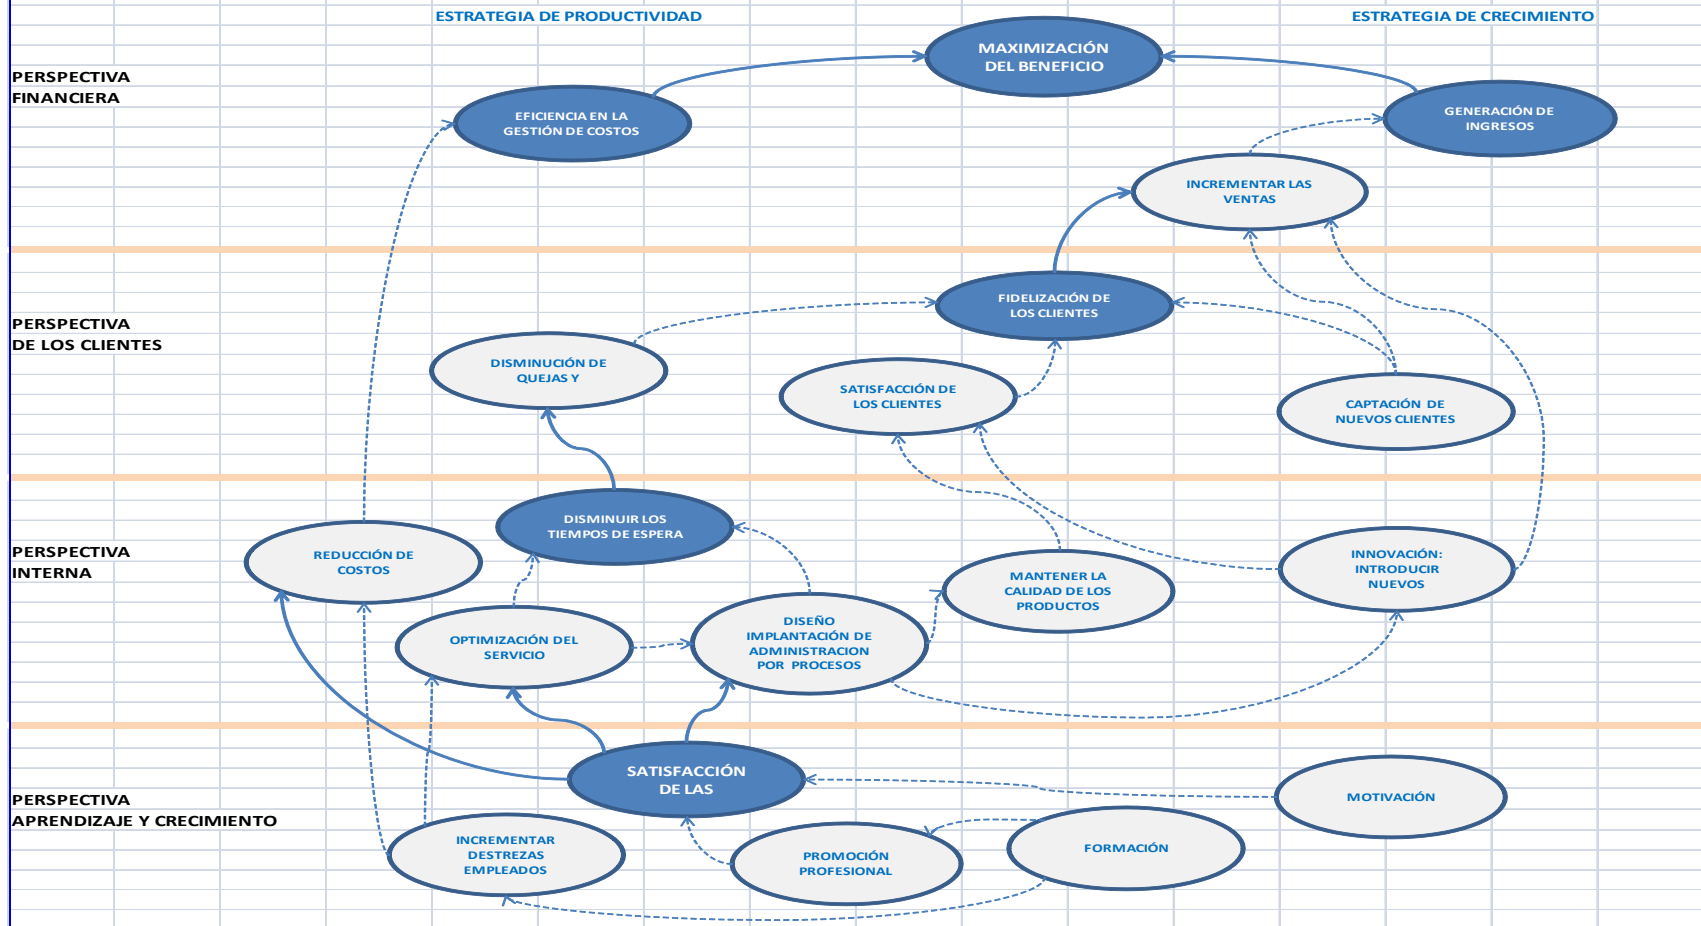 ESTRATEGIA DE PRODUCTIVIDAD
ESTRATEGIA DE CRECIMIENTO
MAXIMIZACIÓN
DEL BENEFICIO
PERSPECTIVA
FINANCIERA
EFICIENCIA EN LA
GESTIÓN DE COSTOS
GENERACIÓN DE
INGRESOS
INCREMENTAR LAS
VENTAS
PERSPECTIVA
DE LOS CLIENTES
FIDELIZACIÓN DE
LOS CLIENTES
DISMINUCIÓN DE
QUEJAS Y
SATISFACCIÓN DE
LOS CLIENTES
CAPTACIÓN DE
NUEVOS CLIENTES
PERSPECTIVA
INTERNA
DISMINUIR LOS
TIEMPOS DE ESPERA
REDUCCIÓN DE
COSTOS
MANTENER LA
CALIDAD DE LOS
PRODUCTOS
INNOVACIÓN:
INTRODUCIR
NUEVOS
OPTIMIZACIÓN DEL
SERVICIO
DISEÑO
IMPLANTACIÓN DE
ADMINISTRACION
POR PROCESOS
PERSPECTIVA
APRENDIZAJE Y CRECIMIENTO
SATISFACCIÓN
DE LAS
MOTIVACIÓN
INCREMENTAR
DESTREZAS
EMPLEADOS
PROMOCIÓN
PROFESIONAL
FORMACIÓN